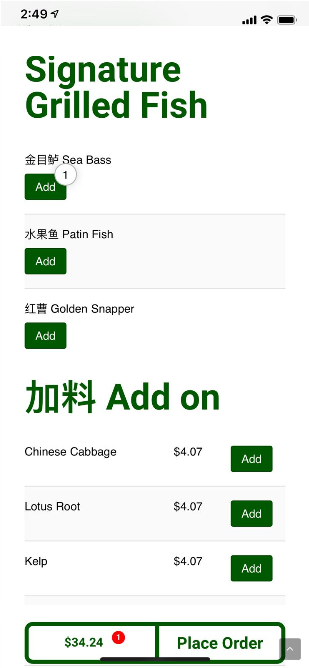 2:49
Signature
Grilled Fish
金目鲈 Sea Bass
Add
1
水果鱼 Patin Fish
Add
红曹 Golden Snapper
Add
加料 Add on
Chinese Cabbage $4.07 Add
Lotus Root $4.07 Add
Kelp $4.07 Add
$34.24 1 Place Order